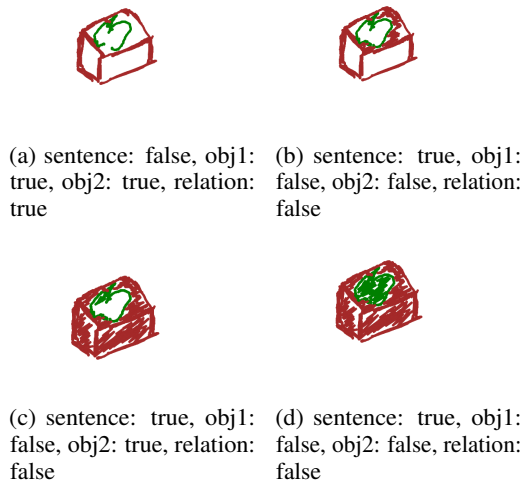 (a) sentence: false, obj1:
true, obj2: true, relation:
true
(b) sentence: true, obj1:
false, obj2: false, relation:
false
(c) sentence: true, obj1:
false, obj2: true, relation:
false
(d) sentence: true, obj1:
false, obj2: false, relation:
false